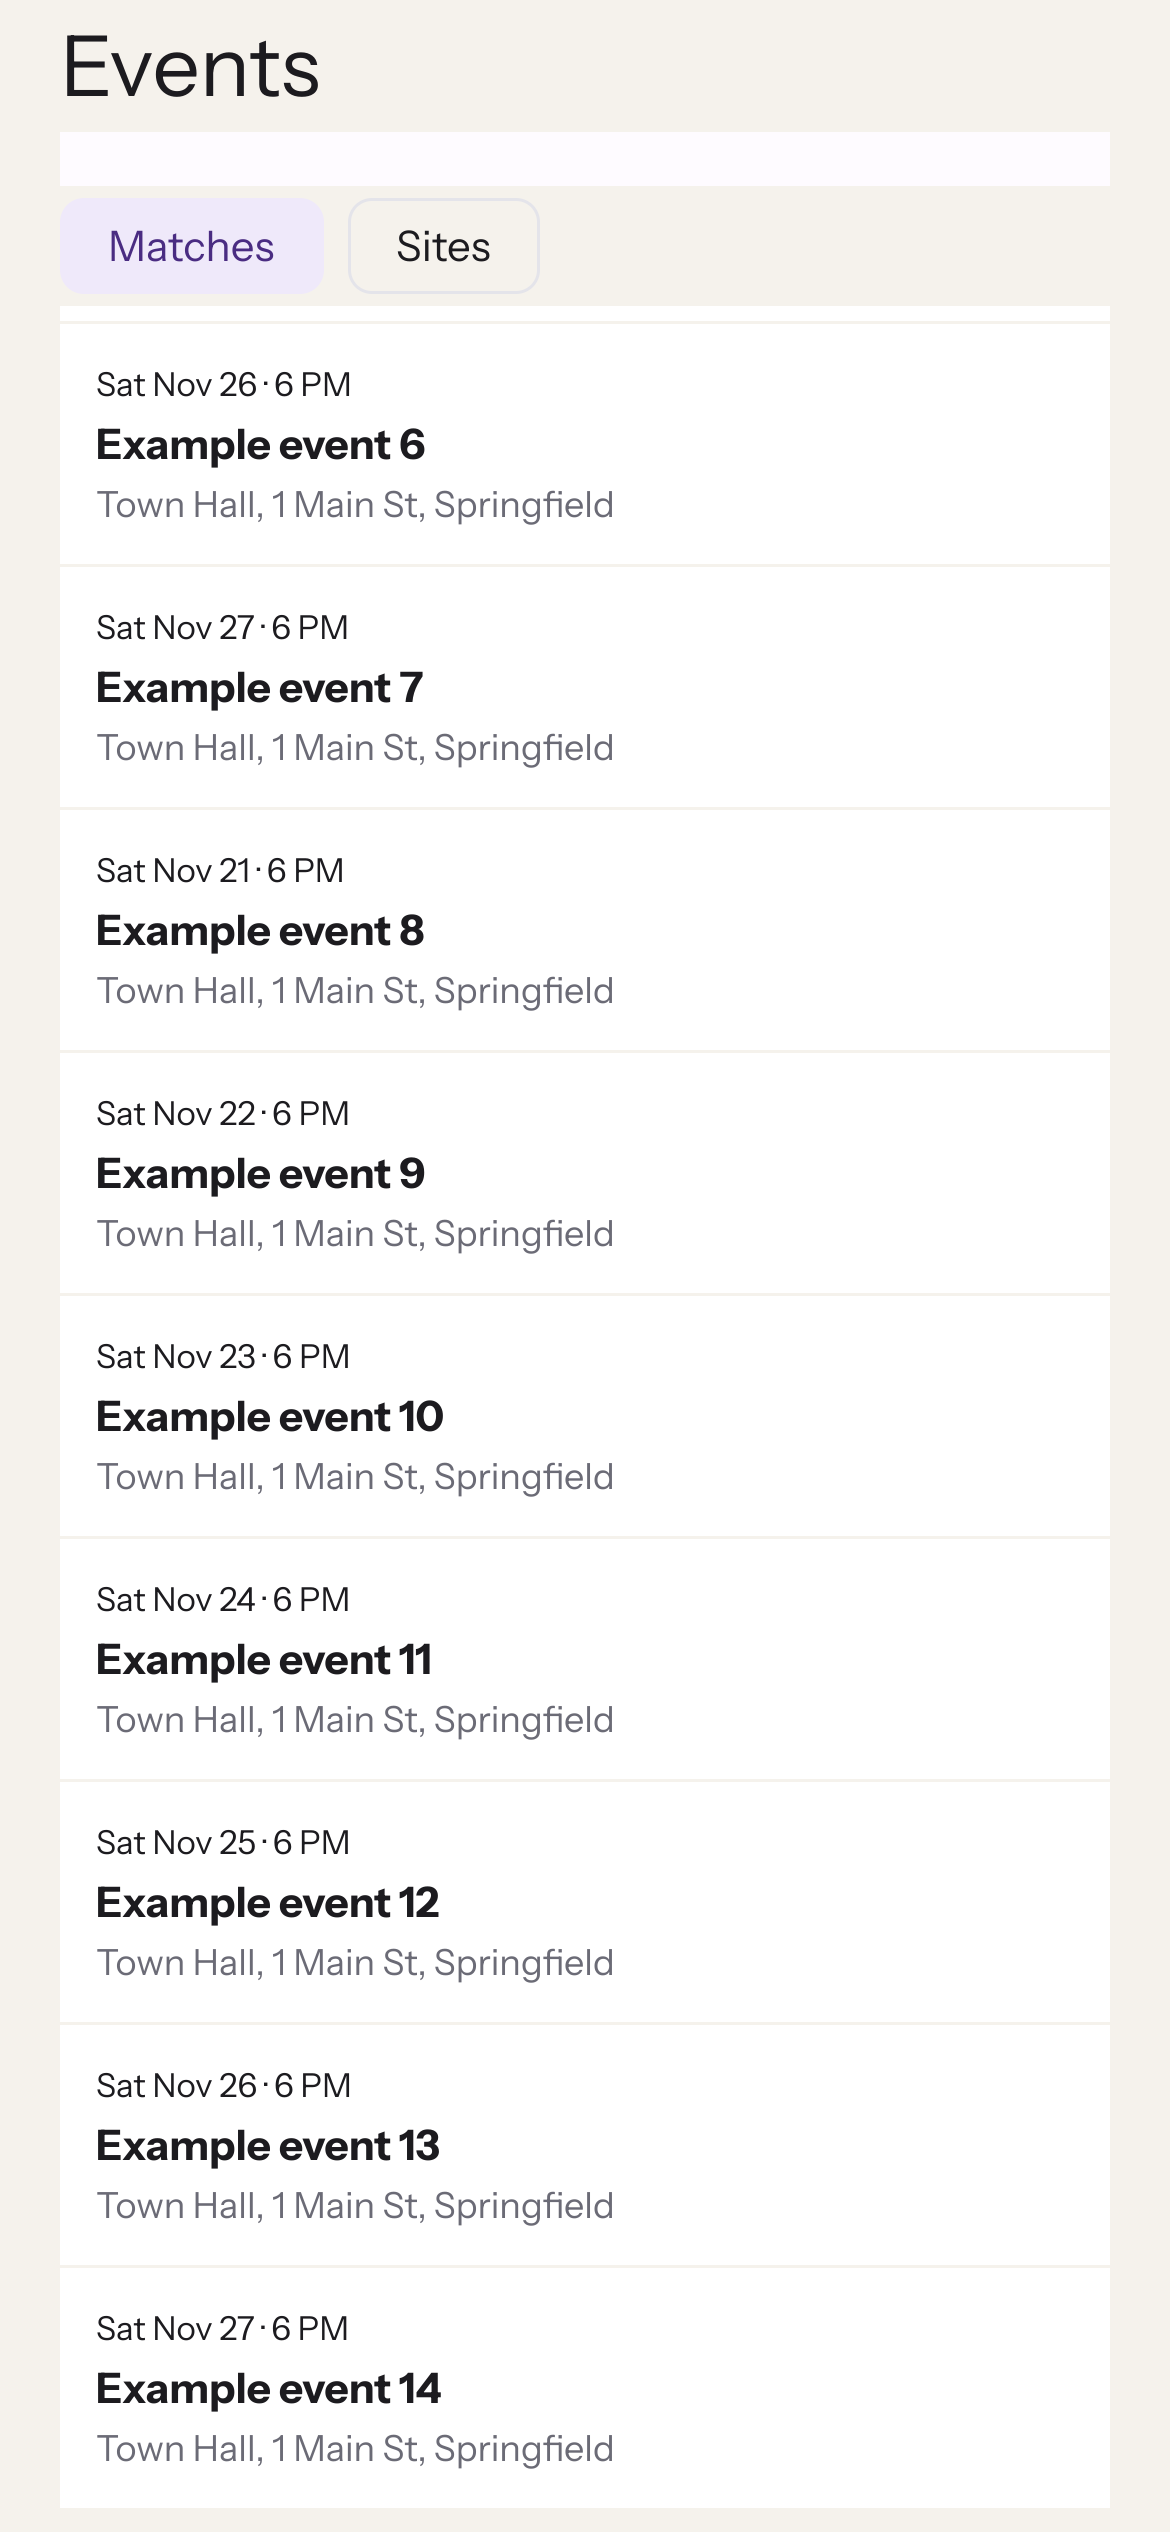 Events
Matches
Sites
Sat Nov 26 · 6 PM
Example event 6
Town Hall, 1 Main St, Springfield
Sat Nov 27 · 6 PM
Example event 7
Town Hall, 1 Main St, Springfield
Sat Nov 21 · 6 PM
Example event 8
Town Hall, 1 Main St, Springfield
Sat Nov 22 · 6 PM
Example event 9
Town Hall, 1 Main St, Springfield
Sat Nov 23 · 6 PM
Example event 10
Town Hall, 1 Main St, Springfield
Sat Nov 24 · 6 PM
Example event 11
Town Hall, 1 Main St, Springfield
Sat Nov 25 · 6 PM
Example event 12
Town Hall, 1 Main St, Springfield
Sat Nov 26 · 6 PM
Example event 13
Town Hall, 1 Main St, Springfield
Sat Nov 27 · 6 PM
Example event 14
Town Hall, 1 Main St, Springfield